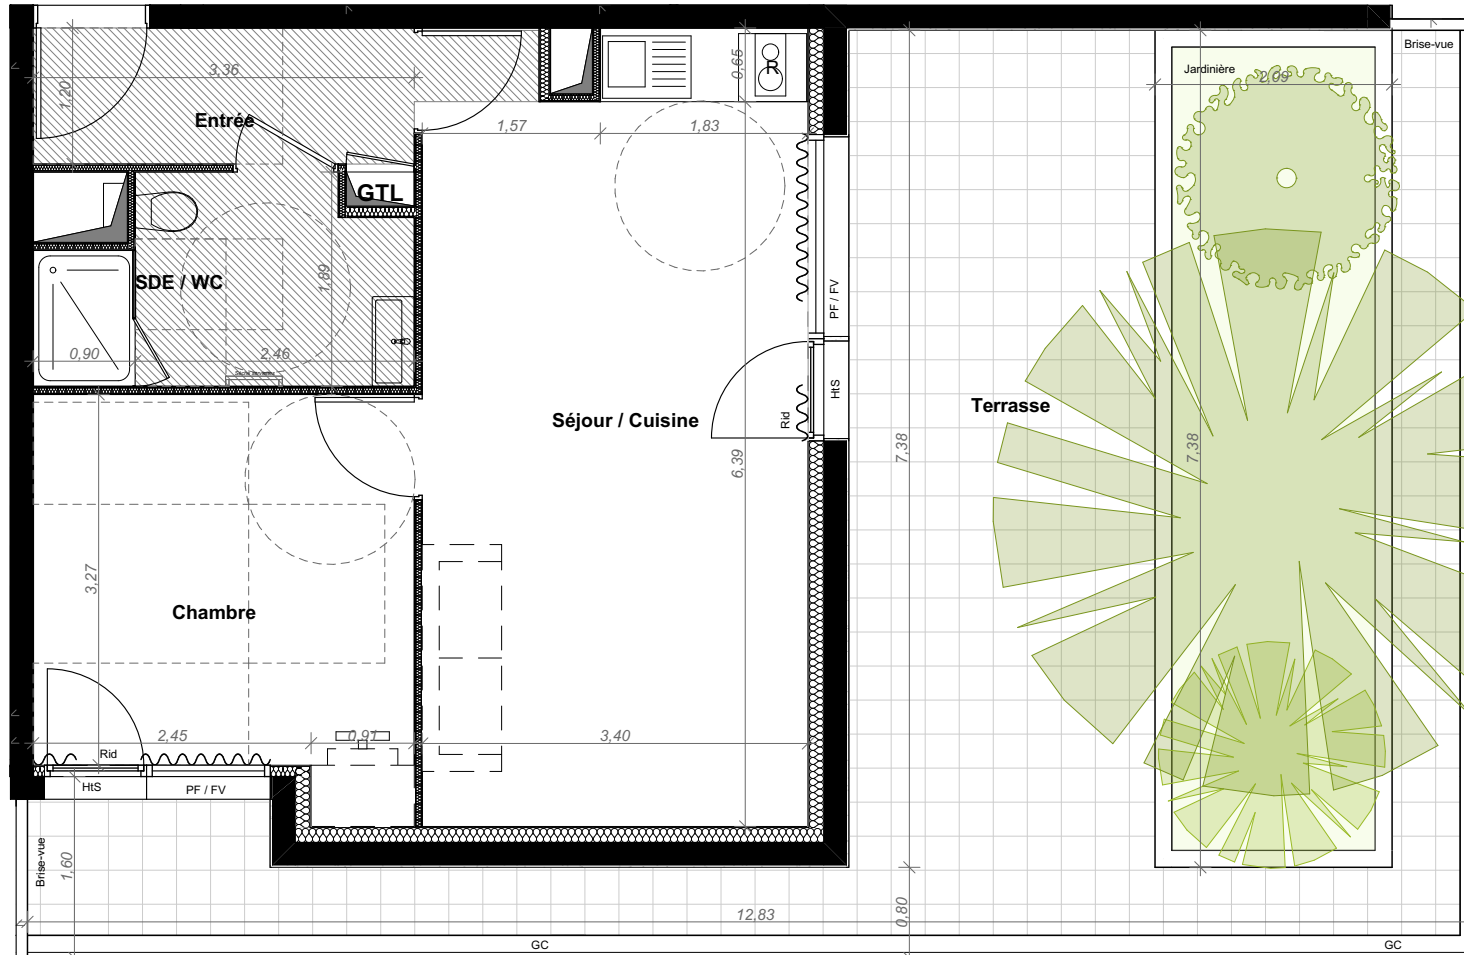 Brise-vue
Jardinière
2,09
3,36
1,20
0,65
R
Entrée
1,57
1,83
GTL
SDE / WC
1,89
PF / FV
0,90
2,46
HtS
Rid
Séjour / Cuisine
Terrasse
6,39
7,38
7,38
3,27
Chambre
2,45
0,91
3,40
Rid
HtS
PF / FV
Brise-vue
1,60
12,83
0,80
GC
GC